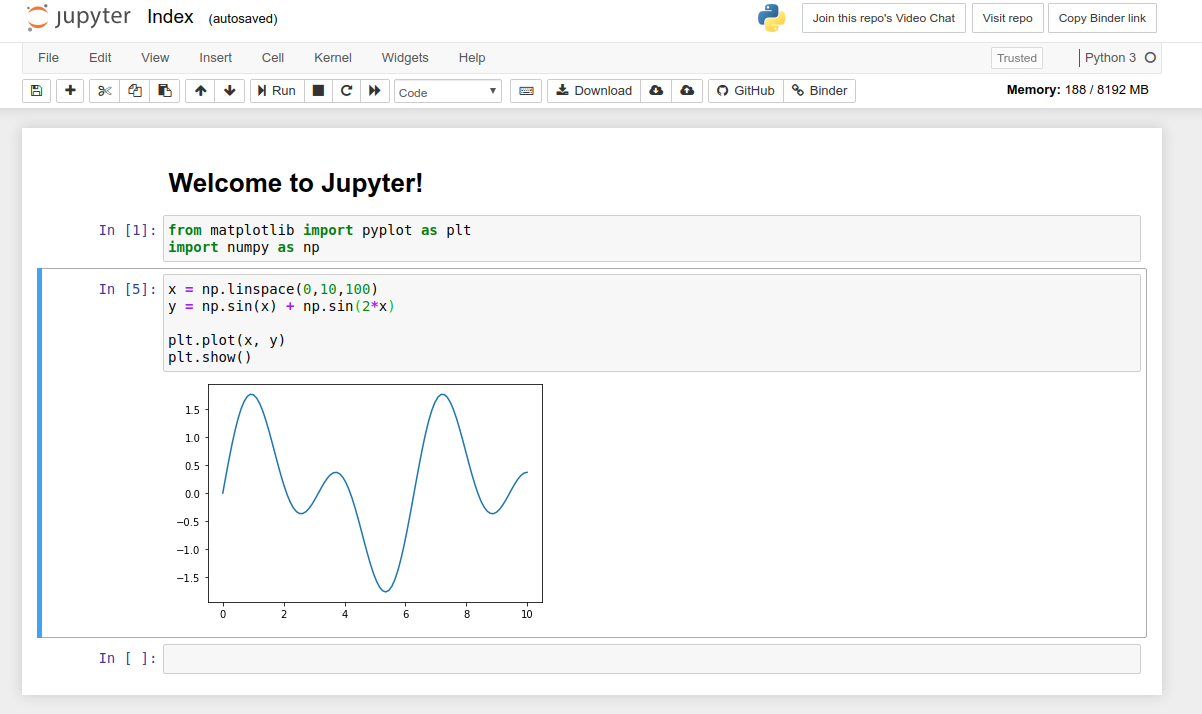 jupyter Index (autosaved) Join this repo's Video Chat Visit repo Copy Binder link
File Edit View Insert Cell Kernel Widgets Help Trusted Python 3
Run Code Download GitHub Binder Memory: 188 / 8192 MB
Welcome to Jupyter!
In [1]: from matplotlib import pyplot as plt
import numpy as np
In [5]: x = np.linspace(0,10,100)
y = np.sin(x) + np.sin(2*x)
plt.plot(x, y)
plt.show()
1.5
1.0
0.5
0.0
−0.5
−1.0
−1.5
0 2 4 6 8 10
In [ ]: